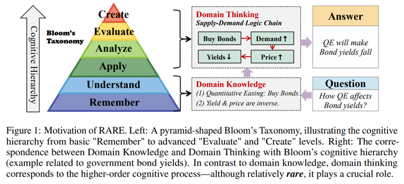 Cognitive Hierarchy
Bloom's
Taxonomy
Create
Evaluate
Analyze
Apply
Understand
Remember
Domain Thinking
Supply-Demand Logic Chain
Buy Bonds
Demand↑
Yields↓
Price↑
Domain Knowledge
(1) Quantitative Easing: Buy Bonds...
(2) Yield & price are inverse.
Answer
QE will make
Bond yields fall
Question
How QE affects
Bond yields?
Figure 1: Motivation of RARE. Left: A pyramid-shaped Bloom's Taxonomy, illustrating the cognitive
hierarchy from basic "Remember" to advanced "Evaluate" and "Create" levels. Right: The correspondence
between Domain Knowledge and Domain Thinking with Bloom's cognitive hierarchy
(example related to government bond yields). In contrast to domain knowledge, domain thinking
corresponds to the higher-order cognitive process—although relatively rare, it plays a crucial role.